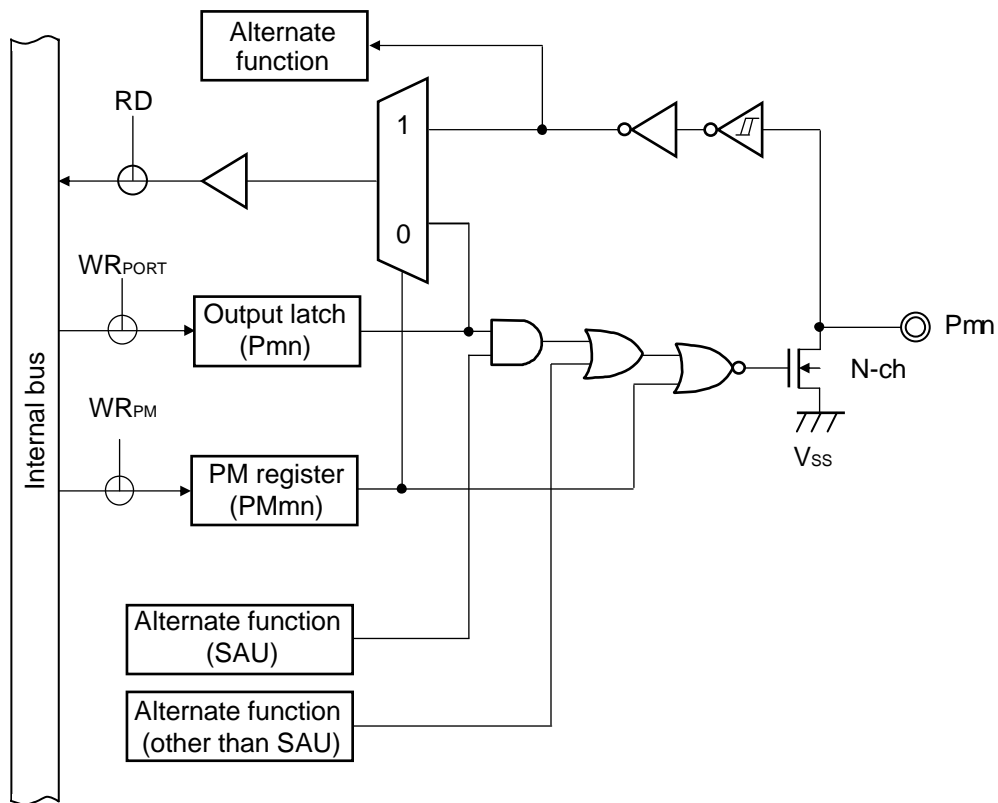 Alternate
function
RD
1
0
WRPORT
Output latch
(Pmn)
Pmn
N-ch
VSS
WRPM
PM register
(PMmn)
Internal bus
Alternate function
(SAU)
Alternate function
(other than SAU)